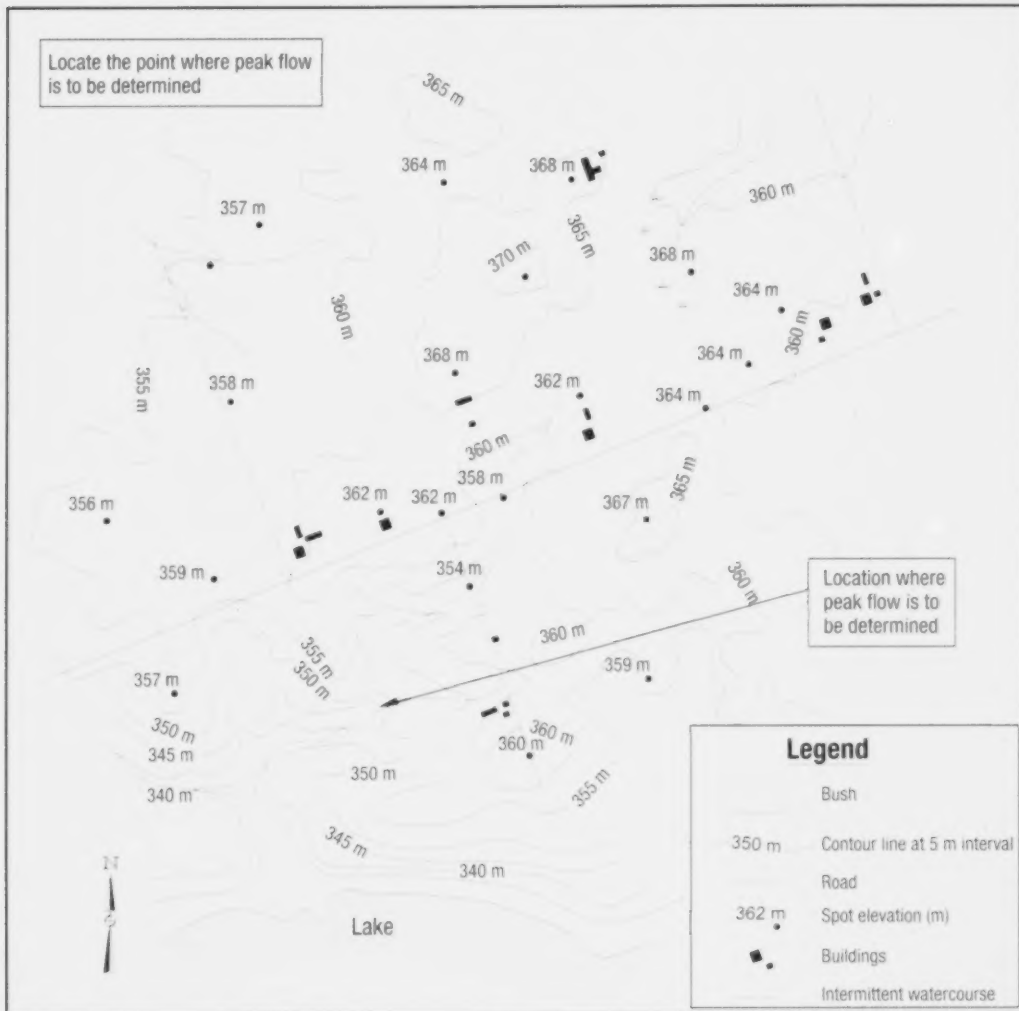 Locate the point where peak flow
is to be determined
365 m
364 m
368 m
360 m
357 m
365 m
370 m
368 m
364 m
360 m
360 m
368 m
364 m
355 m
358 m
362 m
364 m
360 m
358 m
365 m
356 m
362 m
362 m
367 m
359 m
354 m
360 m
Location where
peak flow is to
be determined
360 m
355 m
350 m
359 m
357 m
350 m
345 m
340 m
360 m
360 m
350 m
355 m
345 m
340 m
N
Lake
Legend
Bush
350 m Contour line at 5 m interval
Road
362 m Spot elevation (m)
Buildings
Intermittent watercourse